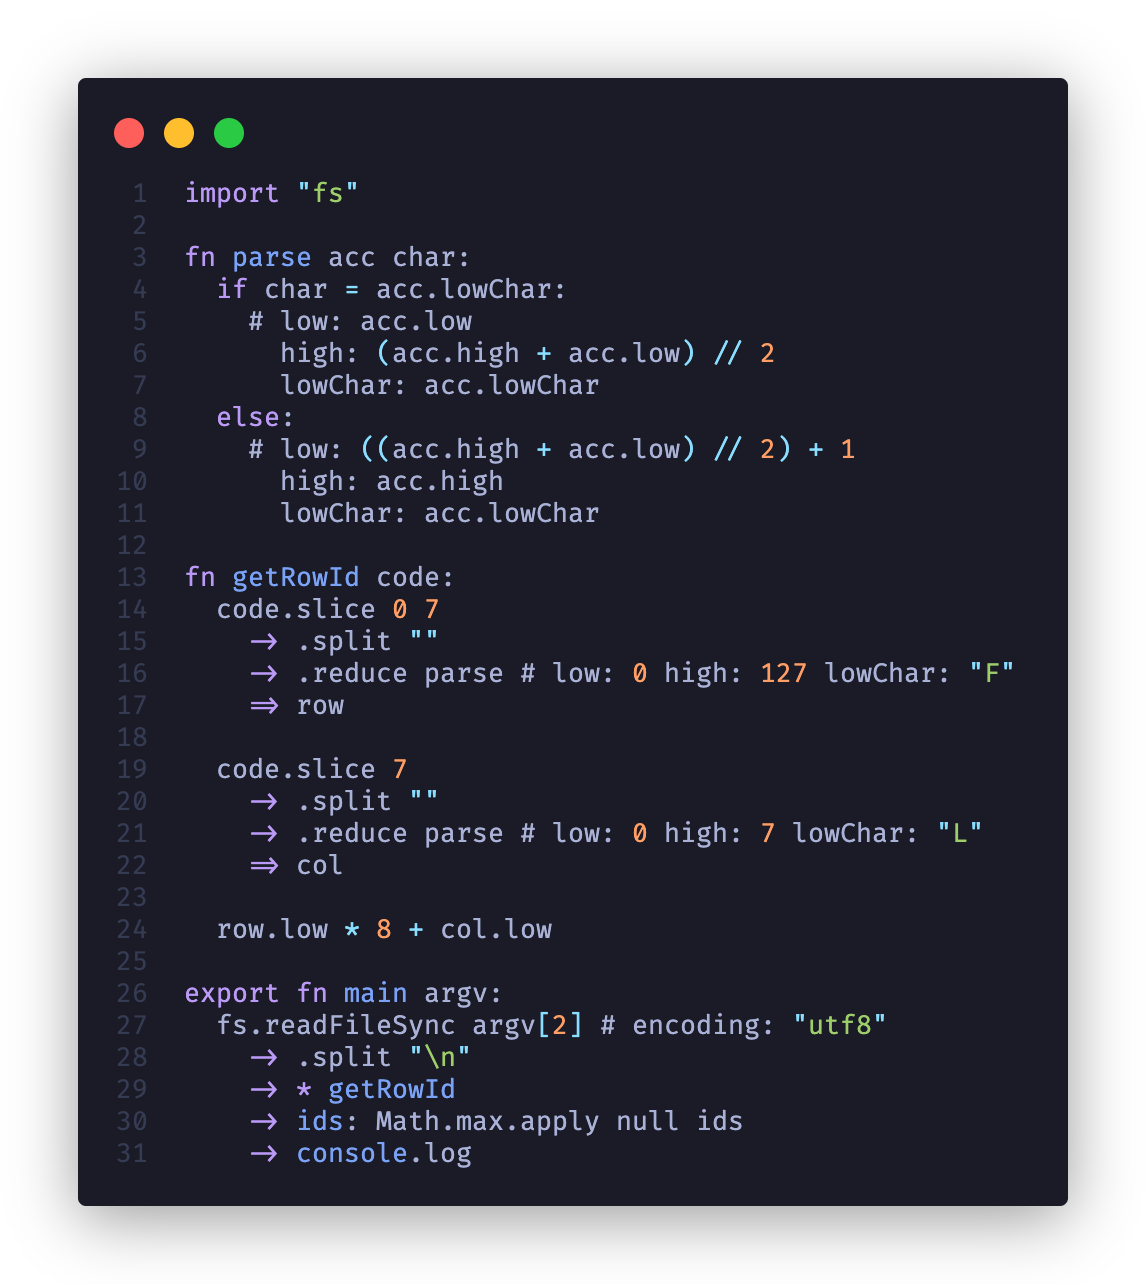 1 import "fs"
2
3 fn parse acc char:
4   if char = acc.lowChar:
5     # low: acc.low
6       high: (acc.high + acc.low) // 2
7       lowChar: acc.lowChar
8   else:
9     # low: ((acc.high + acc.low) // 2) + 1
10       high: acc.high
11       lowChar: acc.lowChar
12
13 fn getRowId code:
14   code.slice 0 7
15     -> .split ""
16     -> .reduce parse # low: 0 high: 127 lowChar: "F"
17     => row
18
19   code.slice 7
20     -> .split ""
21     -> .reduce parse # low: 0 high: 7 lowChar: "L"
22     => col
23
24   row.low * 8 + col.low
25
26 export fn main argv:
27   fs.readFileSync argv[2] # encoding: "utf8"
28     -> .split "\n"
29     -> * getRowId
30     -> ids: Math.max.apply null ids
31     -> console.log